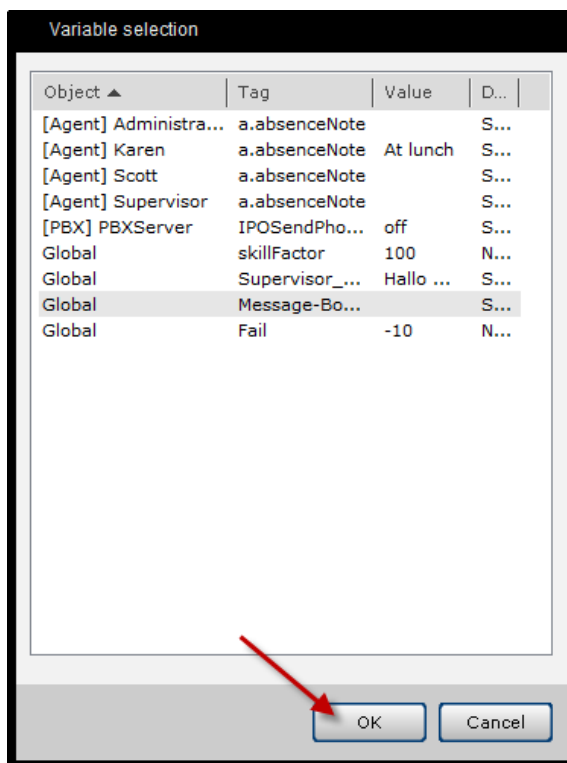 Variable selection
Object Tag Value D...
[Agent] Administra... a.absenceNote S...
[Agent] Karen a.absenceNote At lunch S...
[Agent] Scott a.absenceNote S...
[Agent] Supervisor a.absenceNote S...
[PBX] PBXServer IPOSendPho... off S...
Global skillFactor 100 N...
Global Supervisor_... Hallo ... S...
Global Message-Bo... S...
Global Fail -10 N...
OK Cancel